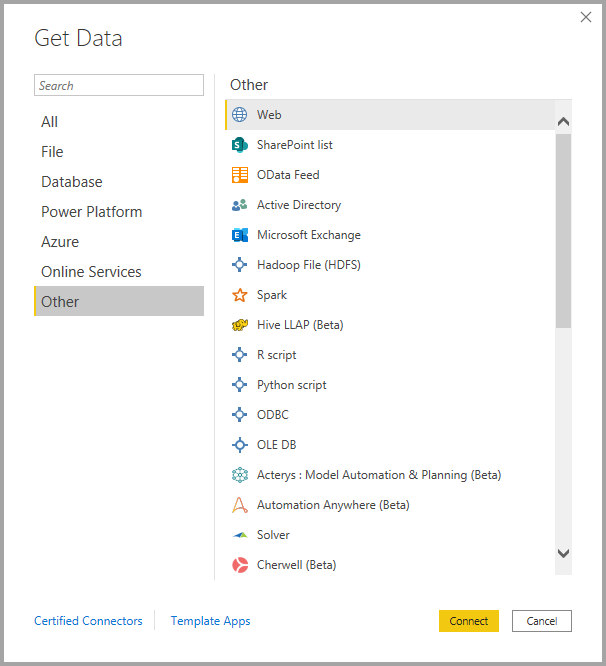 Get Data
Search
All
File
Database
Power Platform
Azure
Online Services
Other
Other
Web
SharePoint list
OData Feed
Active Directory
Microsoft Exchange
Hadoop File (HDFS)
Spark
Hive LLAP (Beta)
R script
Python script
ODBC
OLE DB
Acterys : Model Automation & Planning (Beta)
Automation Anywhere (Beta)
Solver
Cherwell (Beta)
Certified Connectors
Template Apps
Connect
Cancel